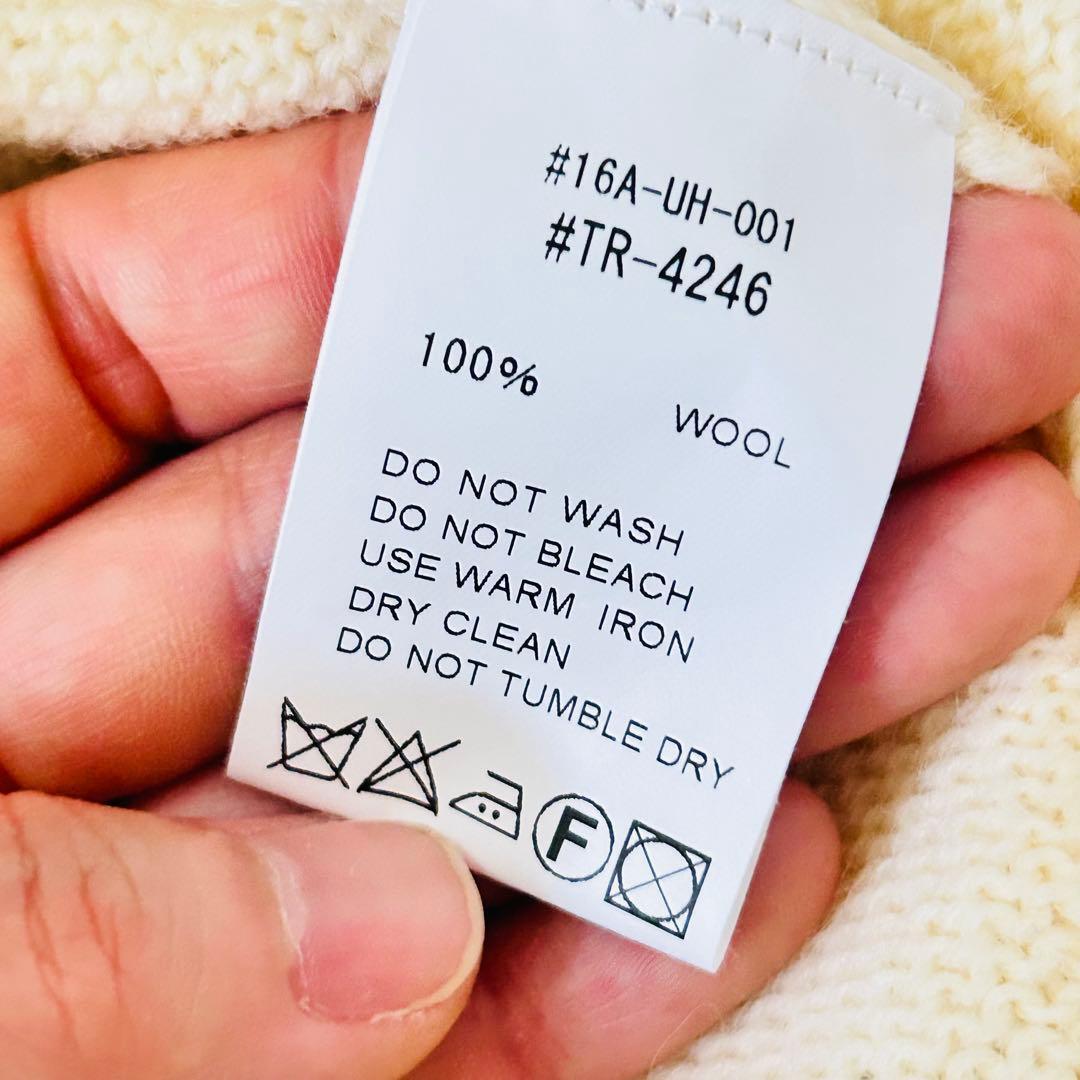 #16A-UH-001
#TR-4246
100% WOOL
DO NOT WASH
DO NOT BLEACH
USE WARM IRON
DRY CLEAN
DO NOT TUMBLE DRY
F